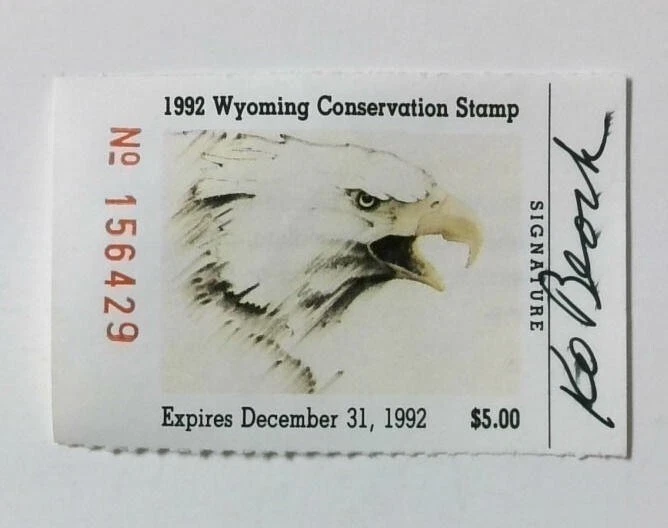 1992 Wyoming Conservation Stamp
Nº 156429
SIGNATURE
Expires December 31, 1992 $5.00